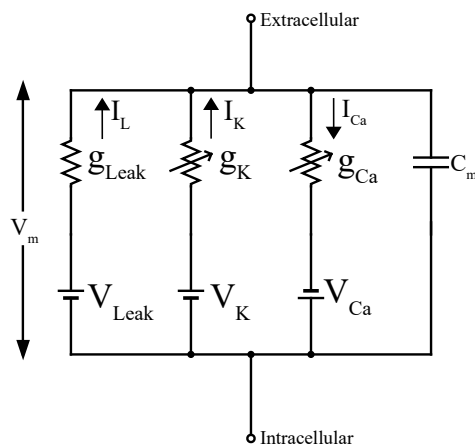 Extracellular
I_L
I_K
I_Ca
g_Leak
g_K
g_Ca
C_m
V_m
V_Leak
V_K
V_Ca
Intracellular